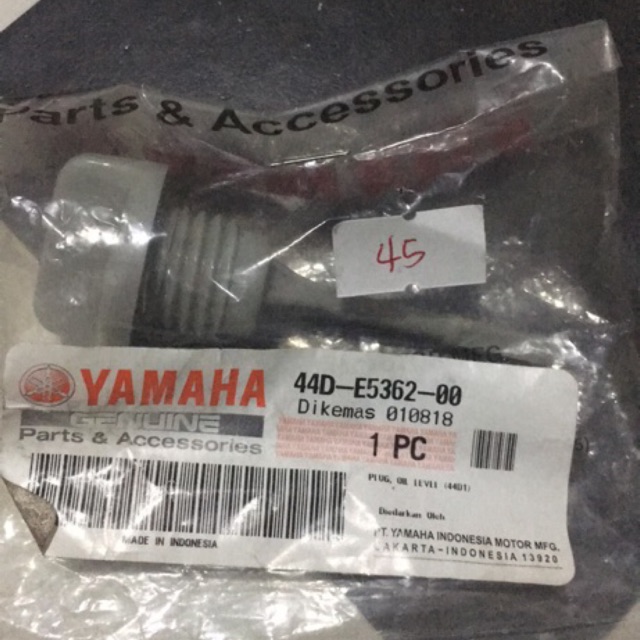 Parts & Accessories
45
YAMAHA
GENUINE
Parts & Accessories
44D-E5362-00
Dikemas 010818
1 PC
PLUG, OIL LEVEL (44D1)
Diedarkan Oleh
PT. YAMAHA INDONESIA MOTOR MFG.
JAKARTA-INDONESIA.13920
MADE IN INDONESIA